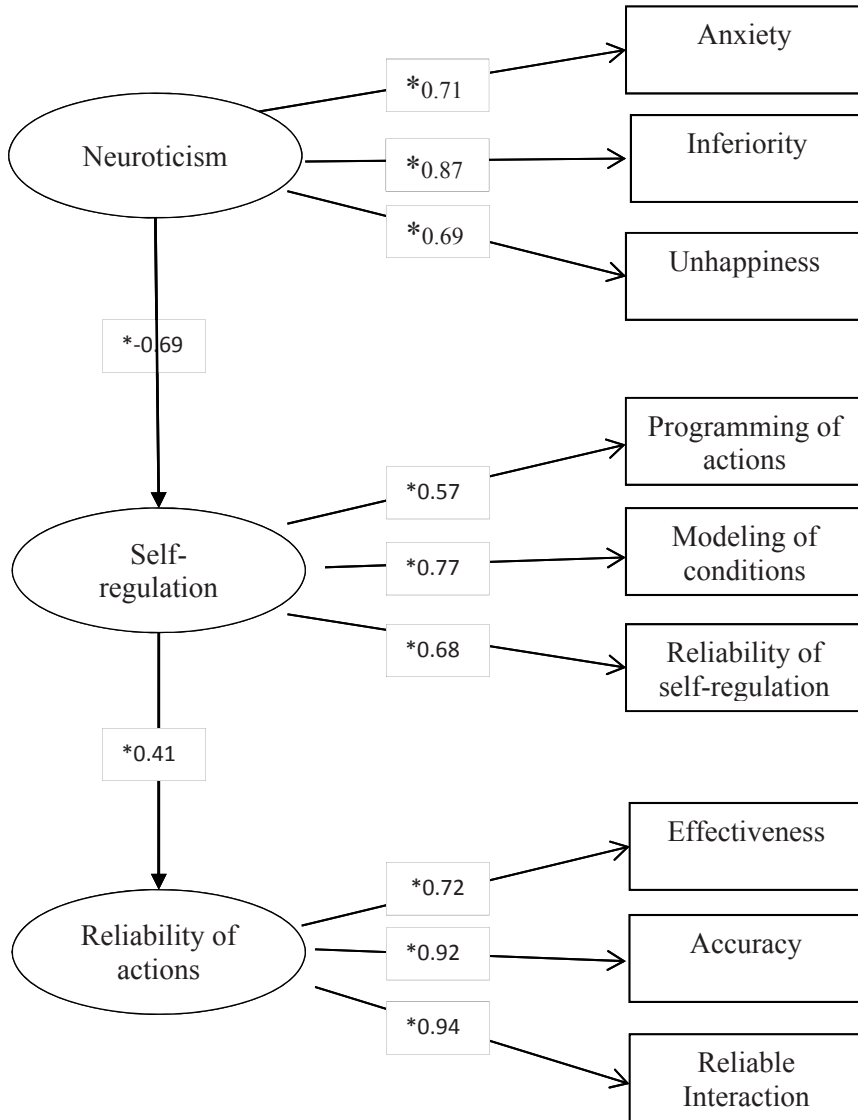 Anxiety
*0.71
Neuroticism
Inferiority
*0.87
*0.69
Unhappiness
*-0.69
Programming of
actions
*0.57
Self-
regulation
Modeling of
conditions
*0.77
*0.68
Reliability of
self-regulation
*0.41
Effectiveness
*0.72
Reliability of
actions
*0.92
Accuracy
*0.94
Reliable
Interaction